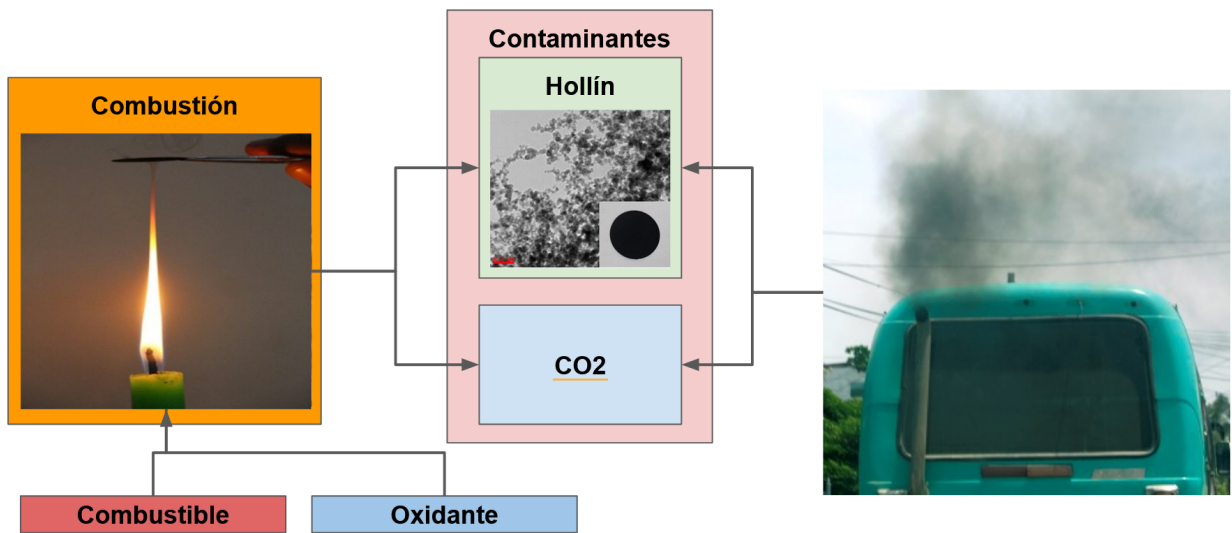 Contaminantes
Combustión
Hollín
CO2
Combustible
Oxidante